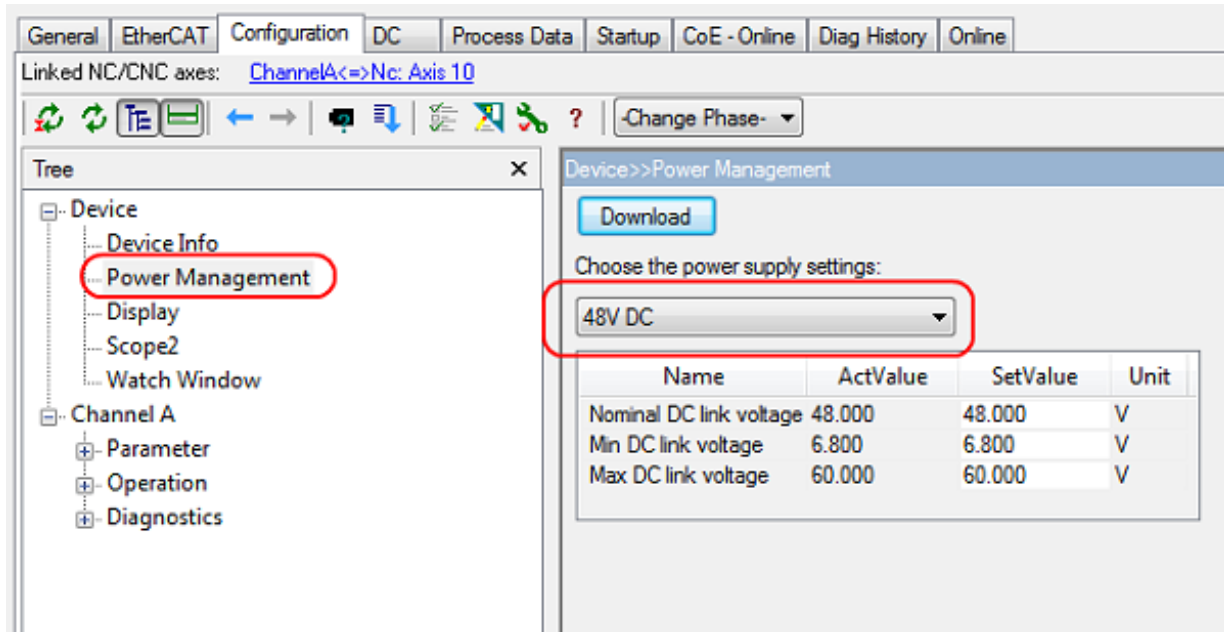 General EtherCAT Configuration DC Process Data Startup CoE - Online Diag History Online
Linked NC/CNC axes: ChannelA<=>Nc: Axis 10
? -Change Phase-
Tree
Device
Device Info
Power Management
Display
Scope2
Watch Window
Channel A
Parameter
Operation
Diagnostics
Device>>Power Management
Download
Choose the power supply settings:
48V DC
Name ActValue SetValue Unit
Nominal DC link voltage 48.000 48.000 V
Min DC link voltage 6.800 6.800 V
Max DC link voltage 60.000 60.000 V